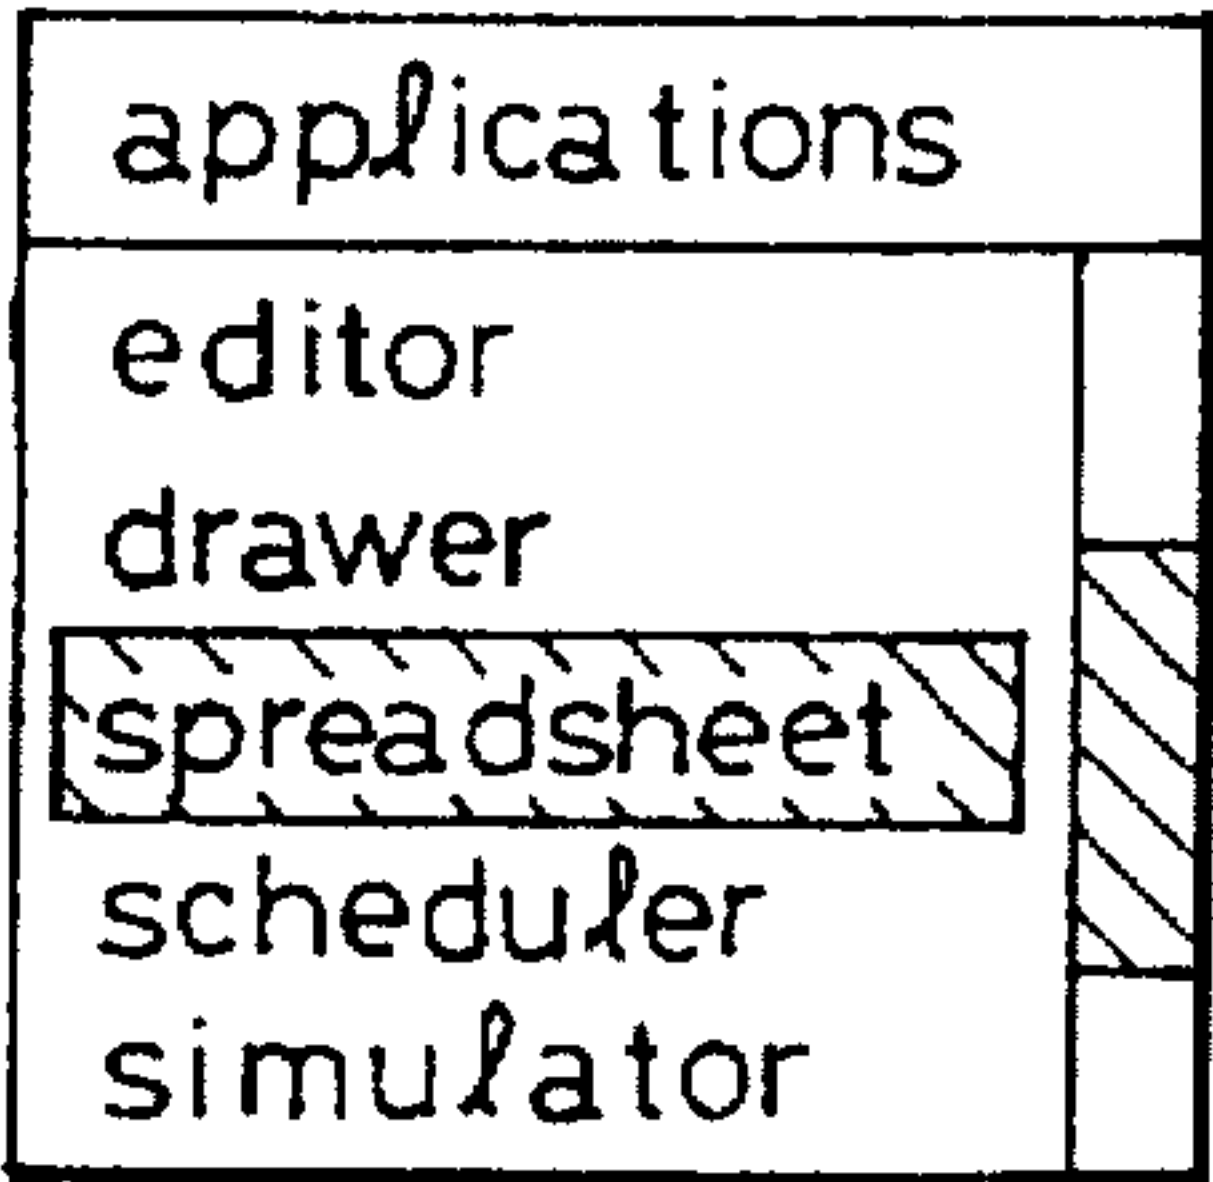 applications
editor
drawer
spreadsheet
scheduler
simulator